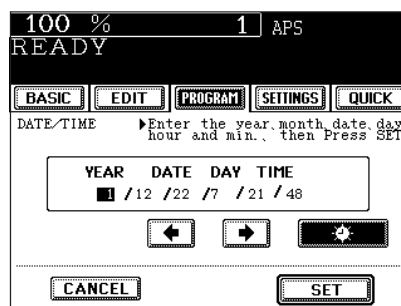 100 % 1 APS
READY
BASIC EDIT PROGRAM SETTINGS QUICK
DATE/TIME ▶Enter the year、month、date、day
hour and min.、 then Press SET
YEAR DATE DAY TIME
1 /12 /22 /7 /21 /48
CANCEL SET